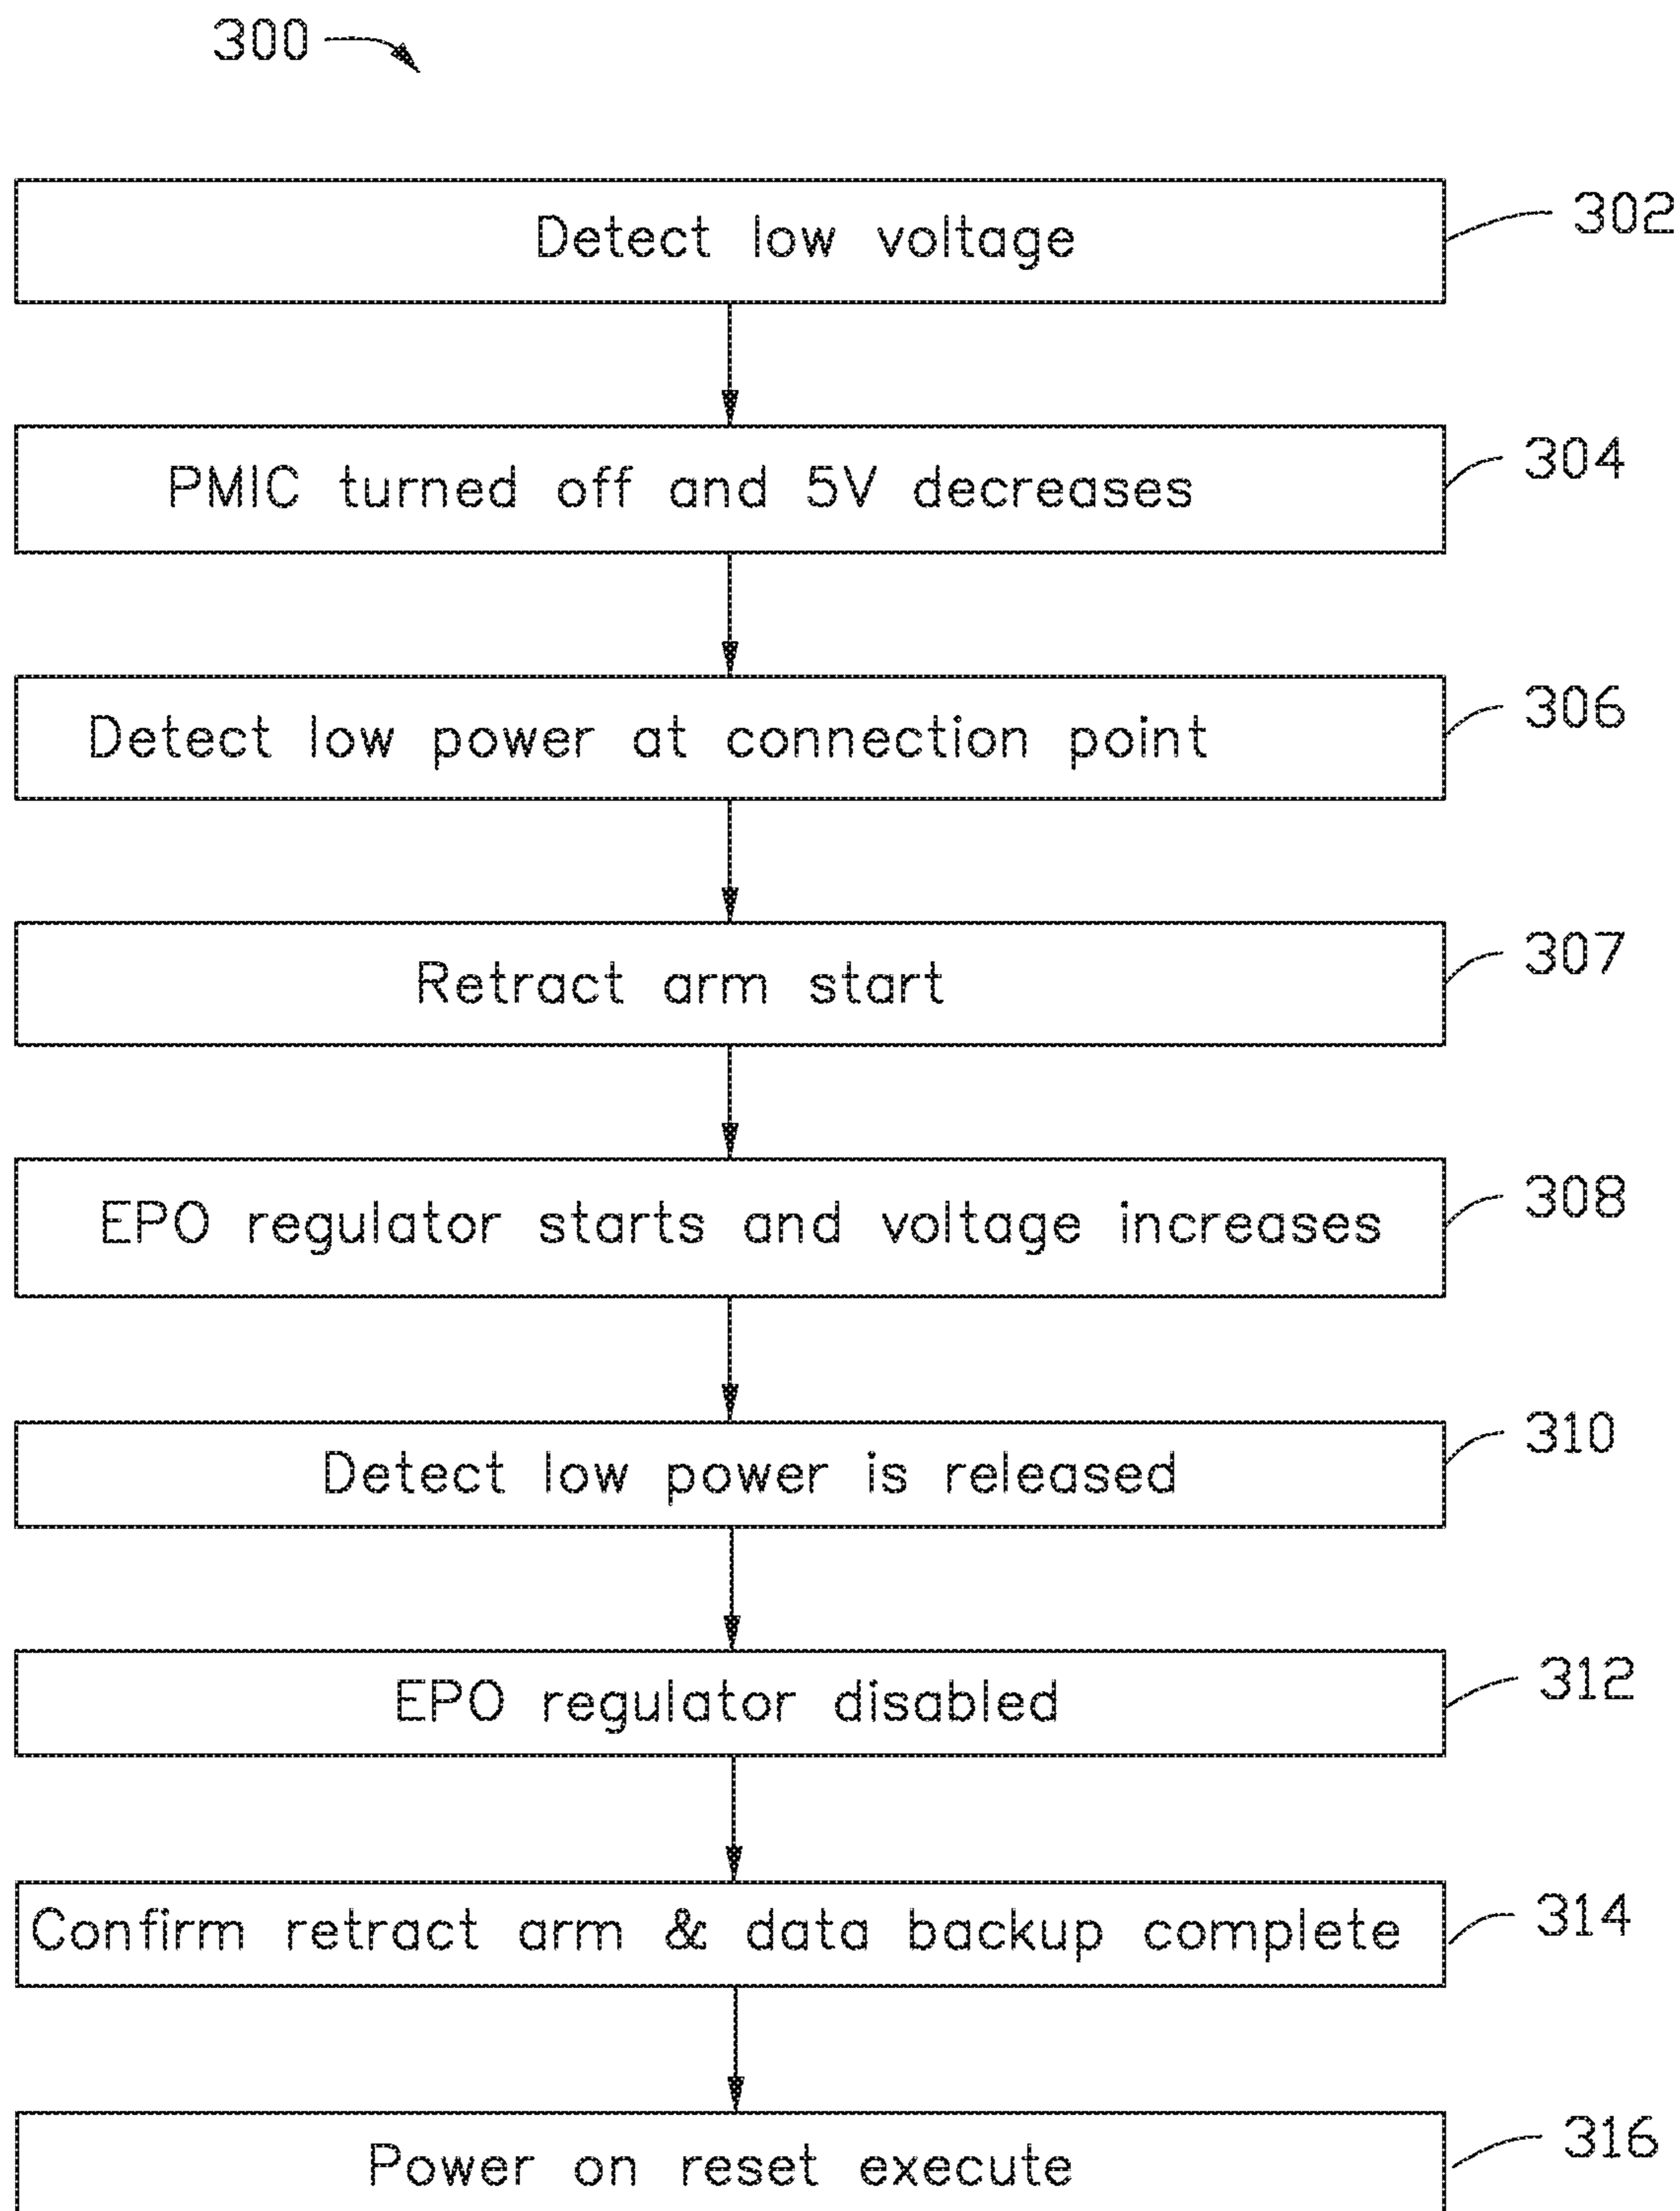 300
Detect low voltage 302
PMIC turned off and 5V decreases 304
Detect low power at connection point 306
Retract arm start 307
EPO regulator starts and voltage increases 308
Detect low power is released 310
EPO regulator disabled 312
Confirm retract arm & data backup complete 314
Power on reset execute 316